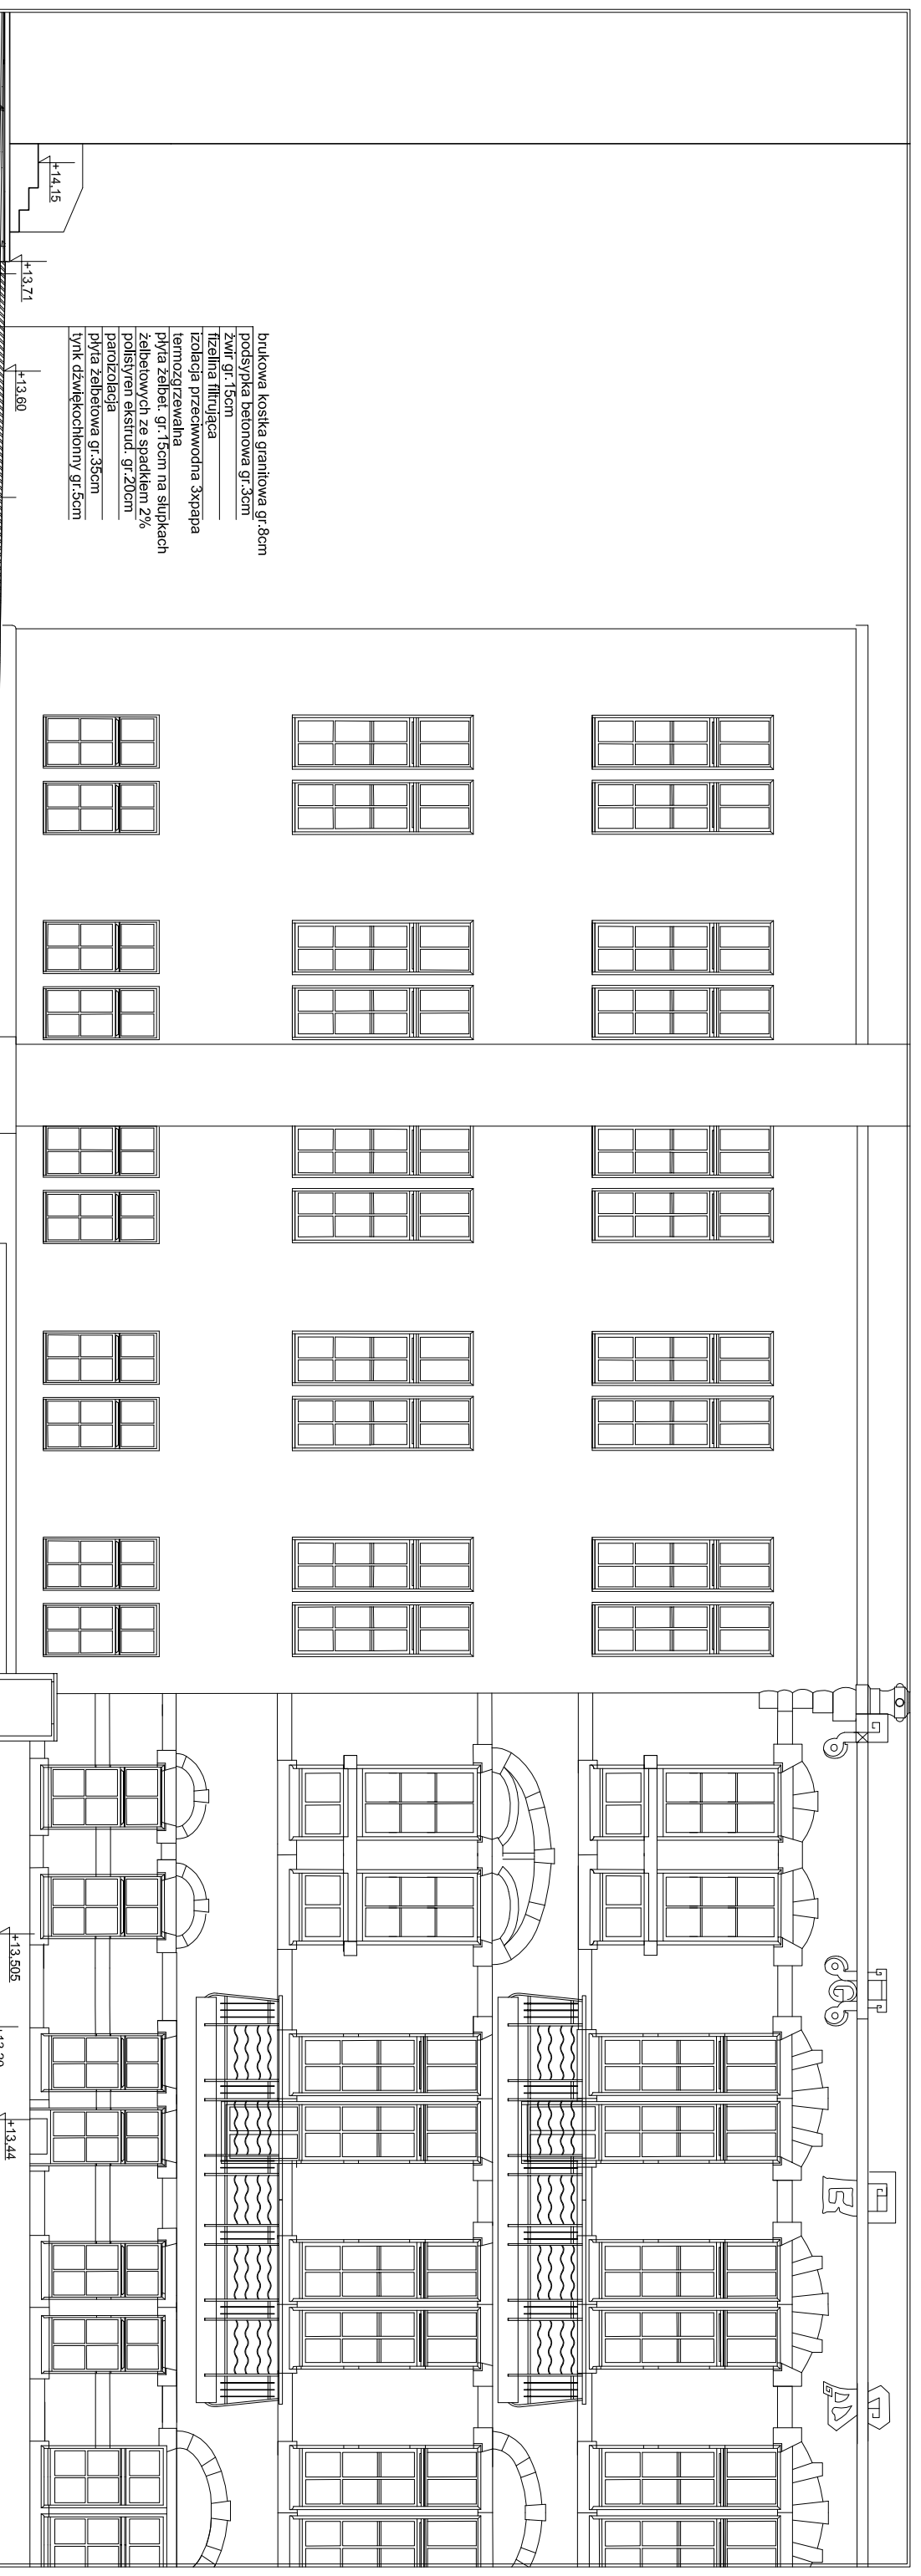 +14,15
+13,71
+13,60
brukowa kostka granitowa gr.8cm
podsypka betonowa gr.3cm
żwir gr.15cm
fizelina filtrująca
izolacja przeciwwodna 3xpapa
termozgrzewalna
płyta żelbet. gr.15cm na słupkach
żelbetowych ze spadkiem 2%
polistyren ekstrud. gr.20cm
paroizolacja
płyta żelbetowa gr.35cm
tynk dźwiękochłonny gr.5cm
+13,505
+13,44